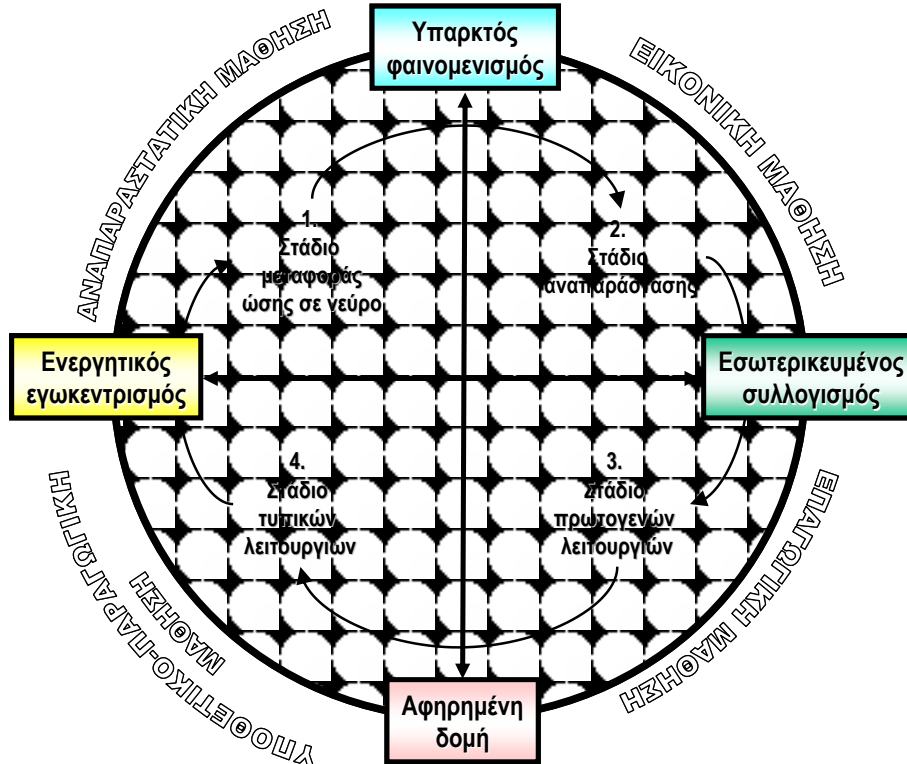 Υπαρκτός
φαινομενισμός
ΑΝΑΠΑΡΑΣΤΑΤΙΚΗ ΜΑΘΗΣΗ
ΕΙΚΟΝΙΚΗ ΜΑΘΗΣΗ
1.
Στάδιο
μεταφοράς
ώσης σε νεύρο
2.
Στάδιο
αναπαράστασης
Ενεργητικός
εγωκεντρισμός
Εσωτερικευμένος
συλλογισμός
4.
Στάδιο
τυπικών
λειτουργιών
3.
Στάδιο
πρωτογενών
λειτουργιών
ΥΠΟΘΕΤΙΚΟ-ΠΑΡΑΓΩΓΙΚΗ
ΜΑΘΗΣΗ
ΕΠΑΓΩΓΙΚΗ ΜΑΘΗΣΗ
Αφηρημένη
δομή